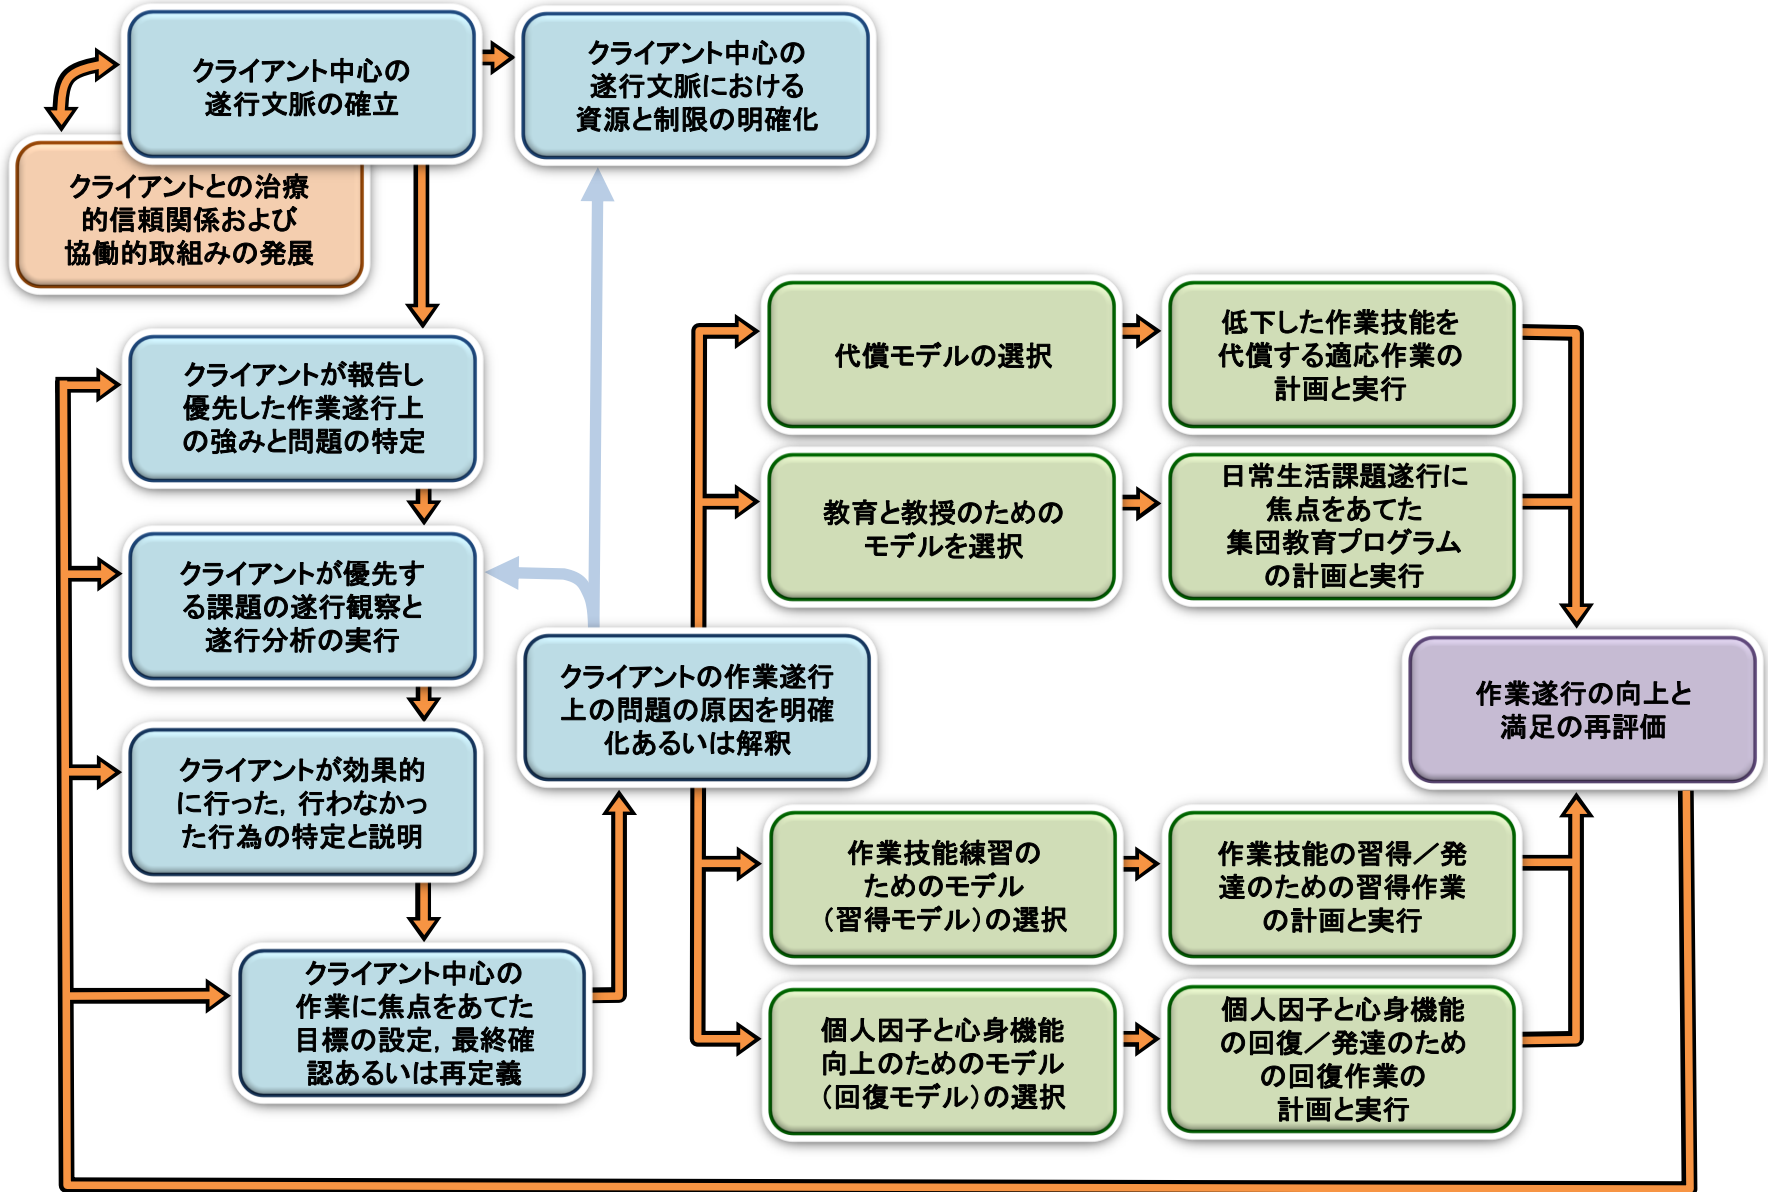 クライアント中心の
遂行文脈の確立
クライアント中心の
遂行文脈における
資源と制限の明確化
クライアントとの治療
的信頼関係および
協働的取組みの発展
クライアントが報告し
優先した作業遂行上
の強みと問題の特定
クライアントが優先す
る課題の遂行観察と
遂行分析の実行
クライアントが効果的
に行った，行わなかっ
た行為の特定と説明
クライアント中心の
作業に焦点をあてた
目標の設定，最終確
認あるいは再定義
クライアントの作業遂行
上の問題の原因を明確
化あるいは解釈
代償モデルの選択
低下した作業技能を
代償する適応作業の
計画と実行
教育と教授のための
モデルを選択
日常生活課題遂行に
焦点をあてた
集団教育プログラム
の計画と実行
作業技能練習の
ためのモデル
（習得モデル）の選択
作業技能の習得／発
達のための習得作業
の計画と実行
個人因子と心身機能
向上のためのモデル
（回復モデル）の選択
個人因子と心身機能
の回復／発達のため
の回復作業の
計画と実行
作業遂行の向上と
満足の再評価